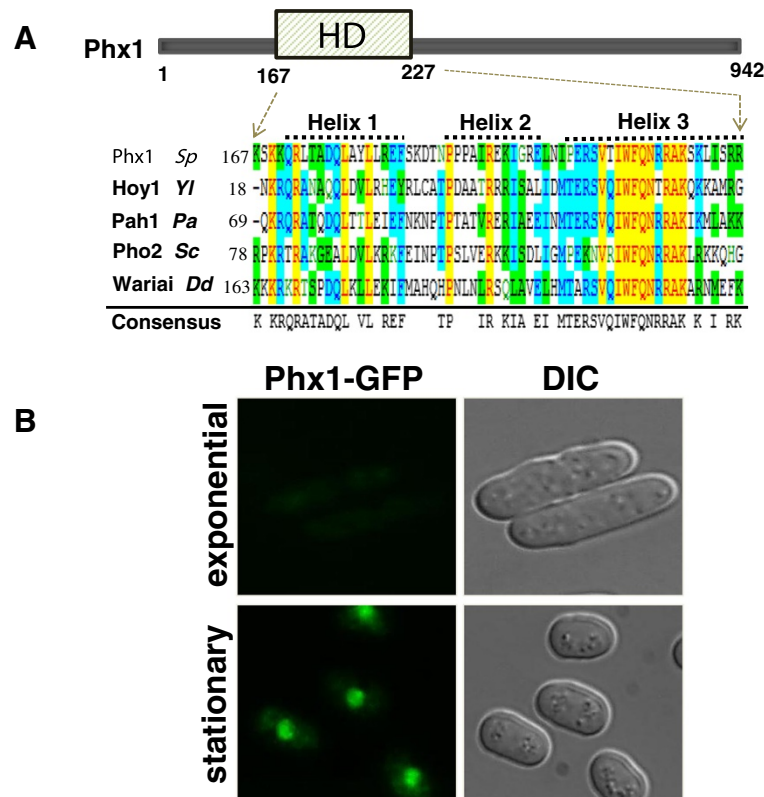 A
HD
Phx1
1 167 227 942
Helix 1 Helix 2 Helix 3
Phx1 Sp 167 KSKKQRLTADQLAYLLREFSKDTNPPPATREKIGRELNIPERSVTIWFQNRRAKSKLISRR
Hoy1 Yl 18 -NKRQRANAQQLDVLRHEYRLCATPDAATRRRISALIDMTERSVQIWFQNTRAKQKKAMRG
Pah1 Pa 69 -QKRQRATQDQLTTLEIEFNKNPTPTATVRERIAEEINMTERSVQIWFQNRRAKIKMLAKK
Pho2 Sc 78 RPKRTRAKGEALDVLKRKFEINPTPSLVERKKISDLIGMPEKNVRIWFQNRRAKLRKKQHG
Wariai Dd 163 KKKRKRTSPDQLKLLEKIFMAHQHPNLNLRSQLAVELHMTARSVQIWFQNRRAKARNMEFK
Consensus K KRQRATADQL VL REF TP IR KIA EI MTERSVQIWFQNRRAK K I RK
Phx1-GFP DIC
B
exponential
stationary